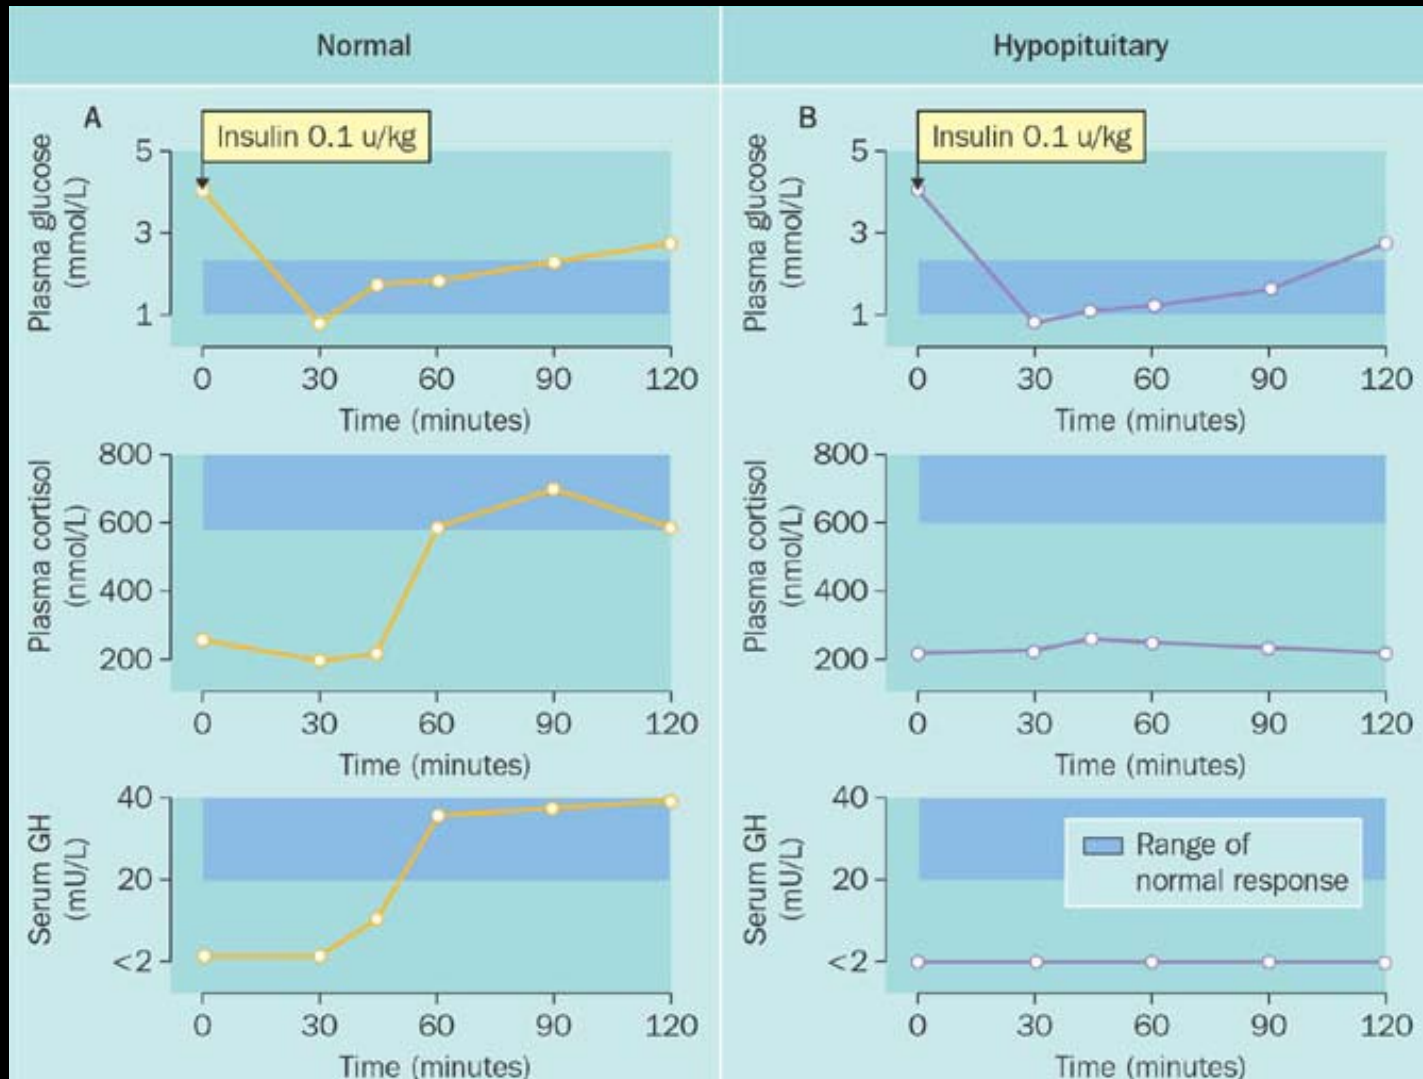 Normal
Hypopituitary
A
Insulin 0.1 u/kg
Plasma glucose
(mmol/L)
5
3
1
0 30 60 90 120
Time (minutes)
B
Insulin 0.1 u/kg
Plasma glucose
(mmol/L)
5
3
1
0 30 60 90 120
Time (minutes)
Plasma cortisol
(nmol/L)
800
600
400
200
0 30 60 90 120
Time (minutes)
Plasma cortisol
(nmol/L)
800
600
400
200
0 30 60 90 120
Time (minutes)
Serum GH
(mU/L)
40
20
<2
0 30 60 90 120
Time (minutes)
Serum GH
(mU/L)
40
20
<2
Range of
normal response
0 30 60 90 120
Time (minutes)